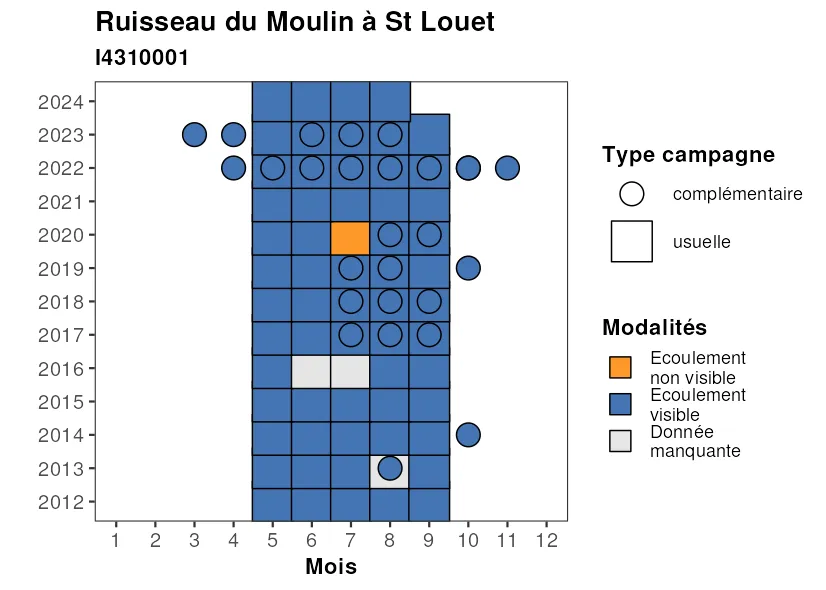 Ruisseau du Moulin à St Louet
I4310001
2024
2023
2022
2021
2020
2019
2018
2017
2016
2015
2014
2013
2012
1 2 3 4 5 6 7 8 9 10 11 12
Mois
Type campagne
complémentaire
usuelle
Modalités
Ecoulement
non visible
Ecoulement
visible
Donnée
manquante